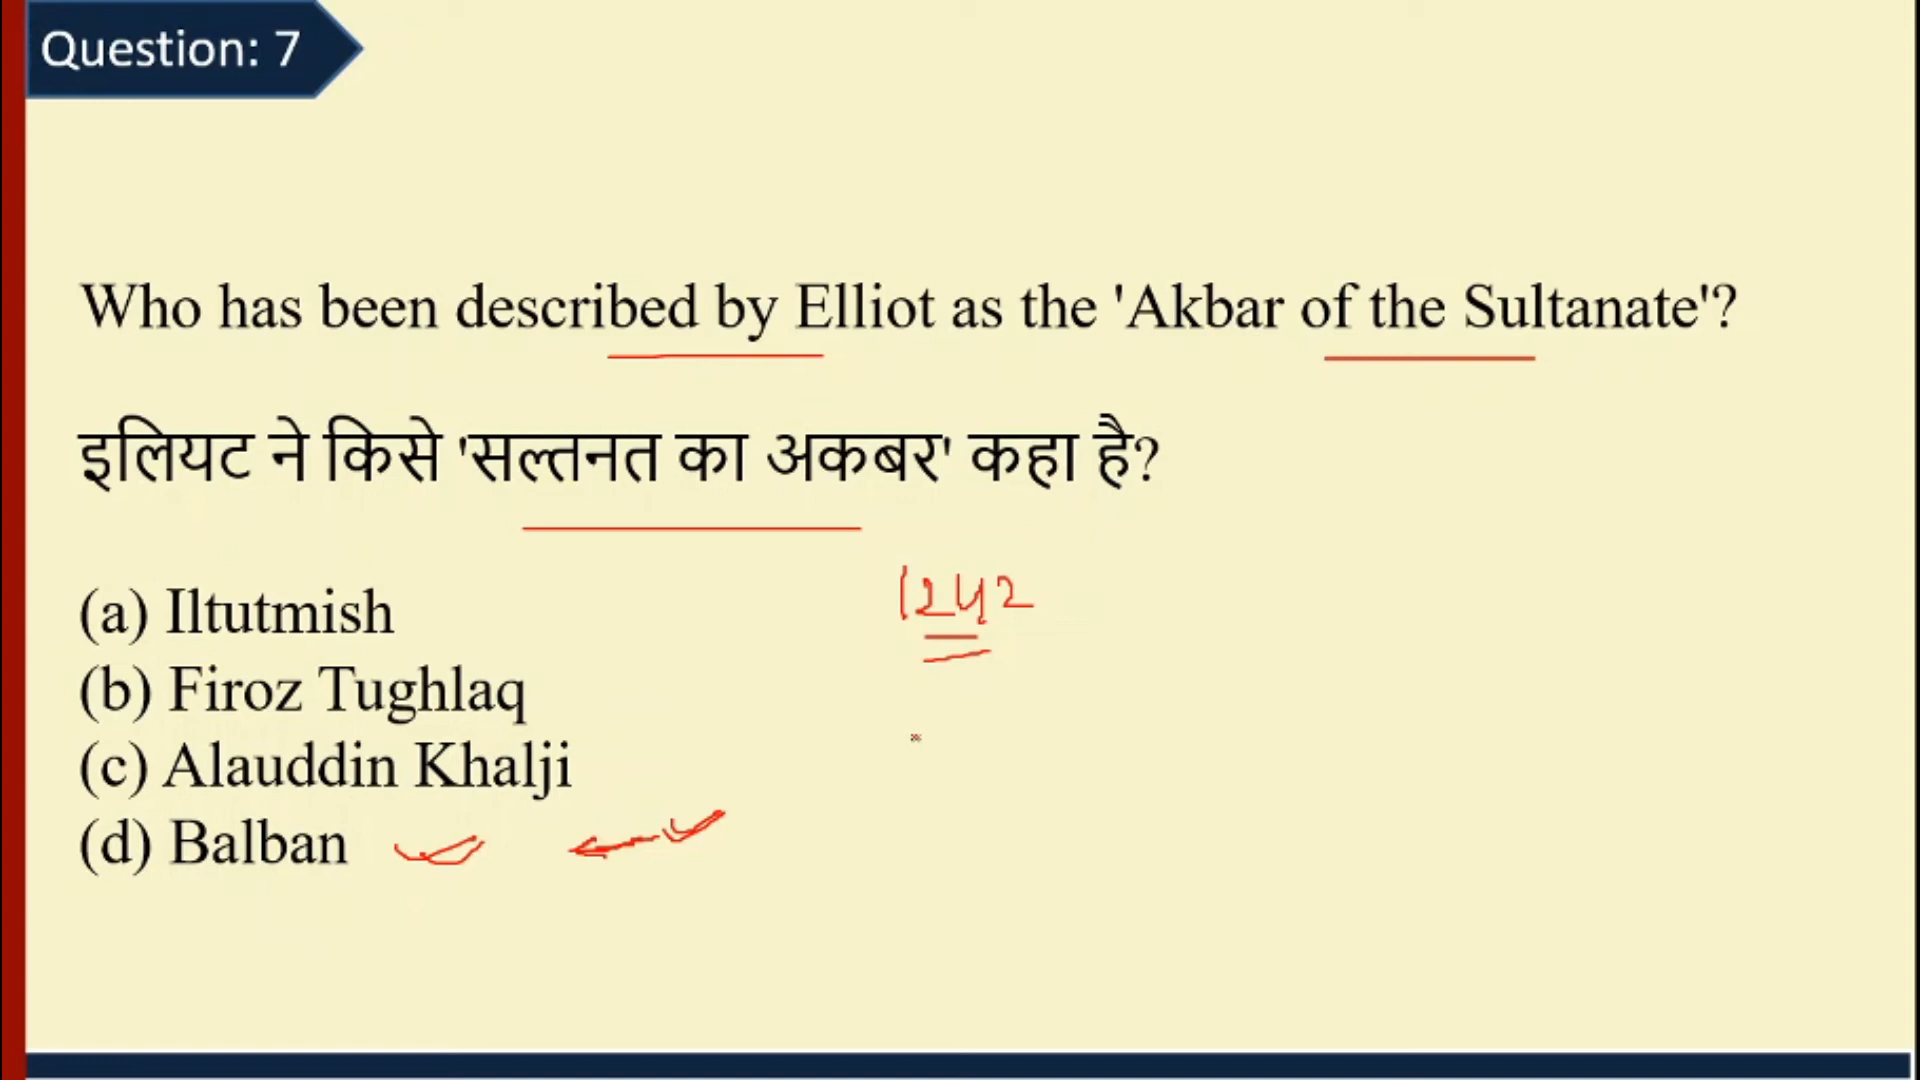 Question: 7
Who has been described by Elliot as the 'Akbar of the Sultanate'?
इलियट ने किसे 'सल्तनत का अकबर' कहा है?
(a) Iltutmish
1242
(b) Firoz Tughlaq
(c) Alauddin Khalji
(d) Balban